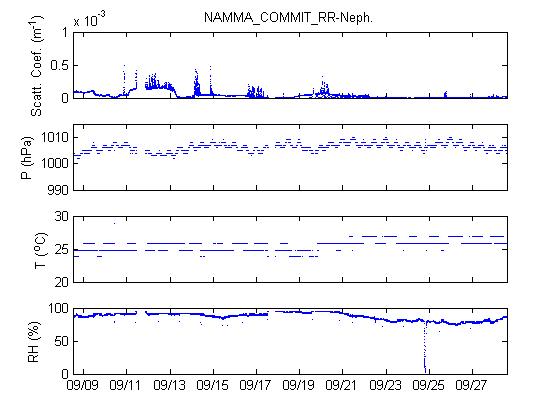 NAMMA_COMMIT_RR-Neph.
x 10⁻³
Scatt. Coef. (m⁻¹)
1
0.5
0
P (hPa)
1010
1000
990
T (°C)
30
25
20
RH (%)
100
50
0
09/09 09/11 09/13 09/15 09/17 09/19 09/21 09/23 09/25 09/27